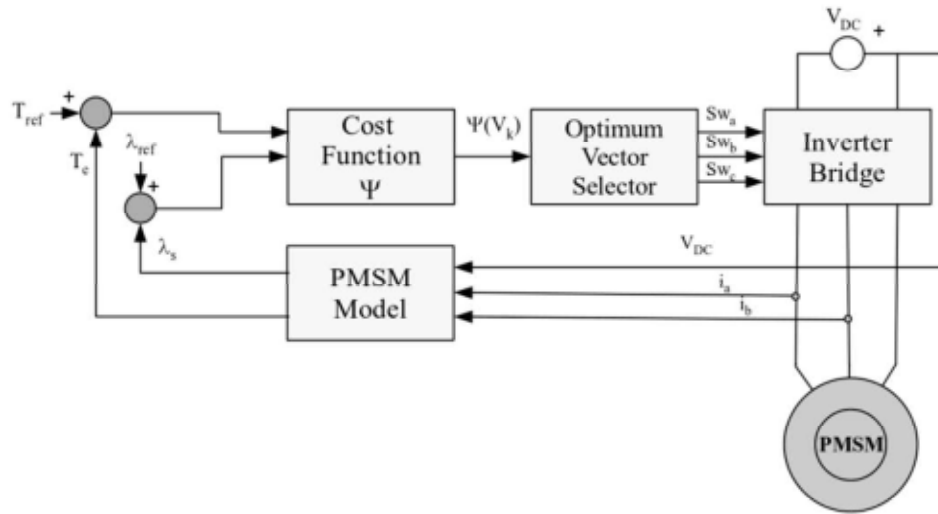 V_DC +
T_ref +
T_e
λ_ref +
λ_s
Cost
Function
Ψ
Ψ(V_k)
Optimum
Vector
Selector
Sw_a
Sw_b
Sw_c
Inverter
Bridge
PMSM
Model
V_DC
i_a
i_b
PMSM